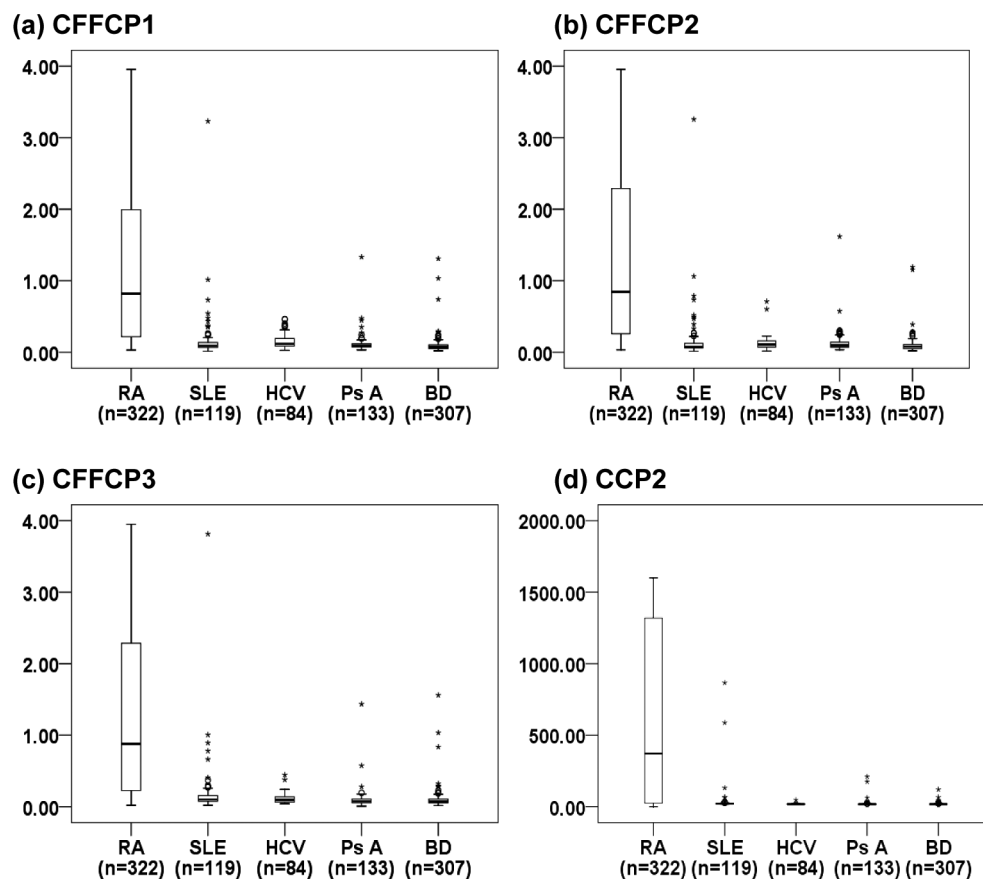 (a) CFFCP1
4.00
3.00
2.00
1.00
0.00
RA SLE HCV Ps A BD
(n=322) (n=119) (n=84) (n=133) (n=307)
(b) CFFCP2
4.00
3.00
2.00
1.00
0.00
RA SLE HCV Ps A BD
(n=322) (n=119) (n=84) (n=133) (n=307)
(c) CFFCP3
4.00
3.00
2.00
1.00
0.00
RA SLE HCV Ps A BD
(n=322) (n=119) (n=84) (n=133) (n=307)
(d) CCP2
2000.00
1500.00
1000.00
500.00
0.00
RA SLE HCV Ps A BD
(n=322) (n=119) (n=84) (n=133) (n=307)